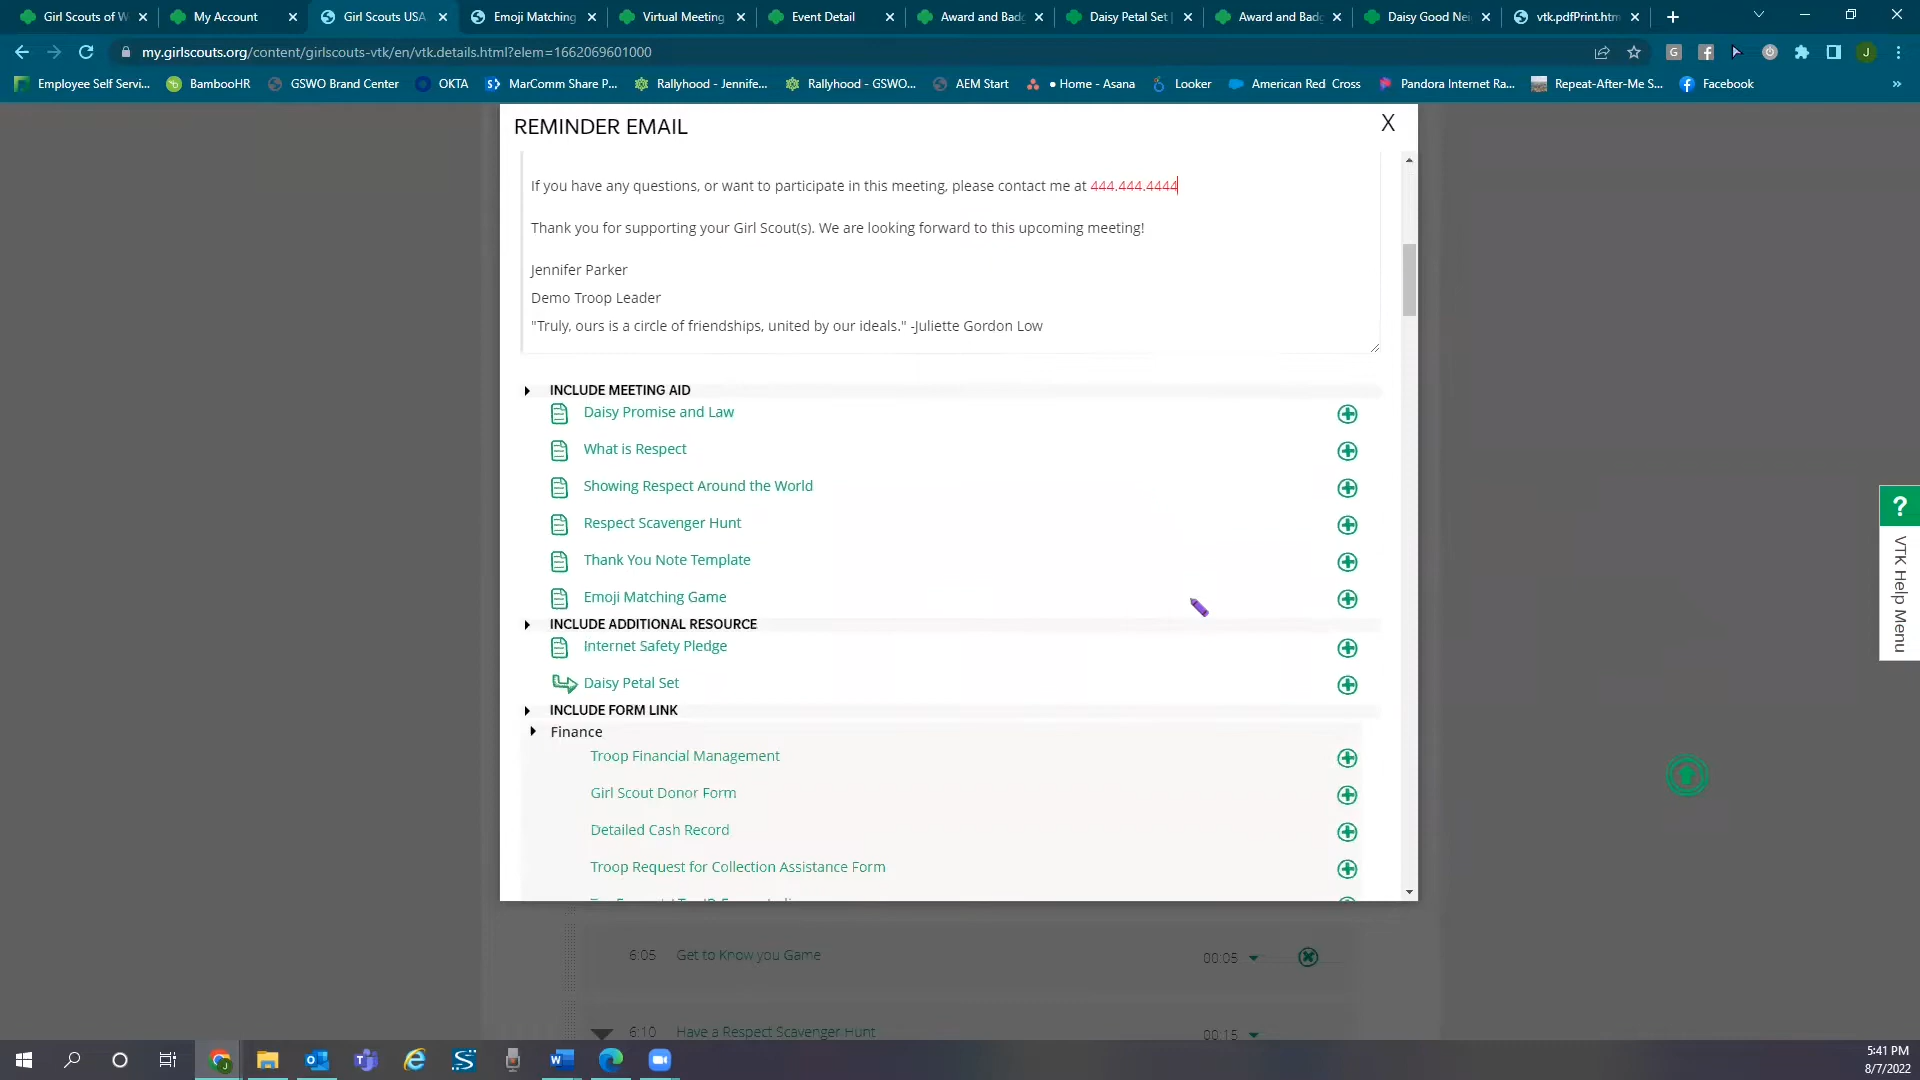 Girl Scouts of W
My Account
Girl Scouts USA
Emoji Matching
Virtual Meeting
Event Detail
Award and Badg
Daisy Petal Set |
Award and Badg
Daisy Good Nei
vtk.pdfPrint.htm
my.girlscouts.org/content/girlscouts-vtk/en/vtk.details.html?elem=1662069601000
Employee Self Servi...
BambooHR
GSWO Brand Center
OKTA
MarComm Share P...
Rallyhood - Jennife...
Rallyhood - GSWO...
AEM Start
• Home - Asana
Looker
American Red Cross
Pandora Internet Ra...
Repeat-After-Me S...
Facebook
»
REMINDER EMAIL
X
If you have any questions, or want to participate in this meeting, please contact me at 444.444.4444
Thank you for supporting your Girl Scout(s). We are looking forward to this upcoming meeting!
Jennifer Parker
Demo Troop Leader
"Truly, ours is a circle of friendships, united by our ideals." -Juliette Gordon Low
INCLUDE MEETING AID
Daisy Promise and Law
What is Respect
Showing Respect Around the World
Respect Scavenger Hunt
Thank You Note Template
Emoji Matching Game
INCLUDE ADDITIONAL RESOURCE
Internet Safety Pledge
Daisy Petal Set
INCLUDE FORM LINK
Finance
Troop Financial Management
Girl Scout Donor Form
Detailed Cash Record
Troop Request for Collection Assistance Form
6:05 Get to Know you Game 00:05
6:10 Have a Respect Scavenger Hunt 00:15
?
VTK Help Menu
5:41 PM
8/7/2022